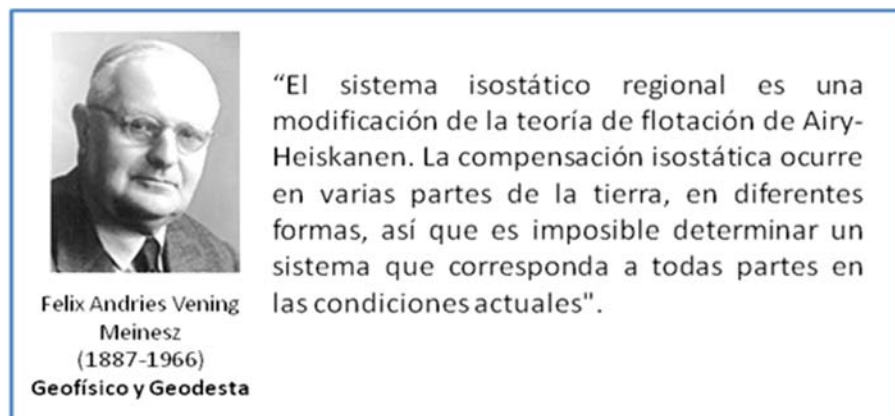 “El sistema isostático regional es una
modificación de la teoría de flotación de Airy-
Heiskanen. La compensación isostática ocurre
en varias partes de la tierra, en diferentes
formas, así que es imposible determinar un
sistema que corresponda a todas partes en
las condiciones actuales".
Felix Andries Vening
Meinesz
(1887-1966)
Geofísico y Geodesta